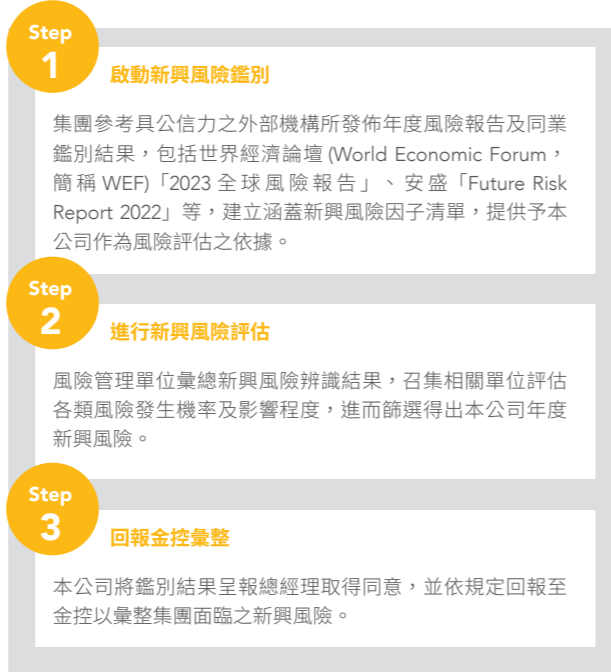 Step
1
啟動新興風險鑑別
集團參考具公信力之外部機構所發佈年度風險報告及同業
鑑別結果，包括世界經濟論壇 (World Economic Forum，
簡稱 WEF)「2023 全球風險報告」、安盛「Future Risk
Report 2022」等，建立涵蓋新興風險因子清單，提供予本
公司作為風險評估之依據。
Step
2
進行新興風險評估
風險管理單位彙總新興風險辨識結果，召集相關單位評估
各類風險發生機率及影響程度，進而篩選得出本公司年度
新興風險。
Step
3
回報金控彙整
本公司將鑑別結果呈報總經理取得同意，並依規定回報至
金控以彙整集團面臨之新興風險。